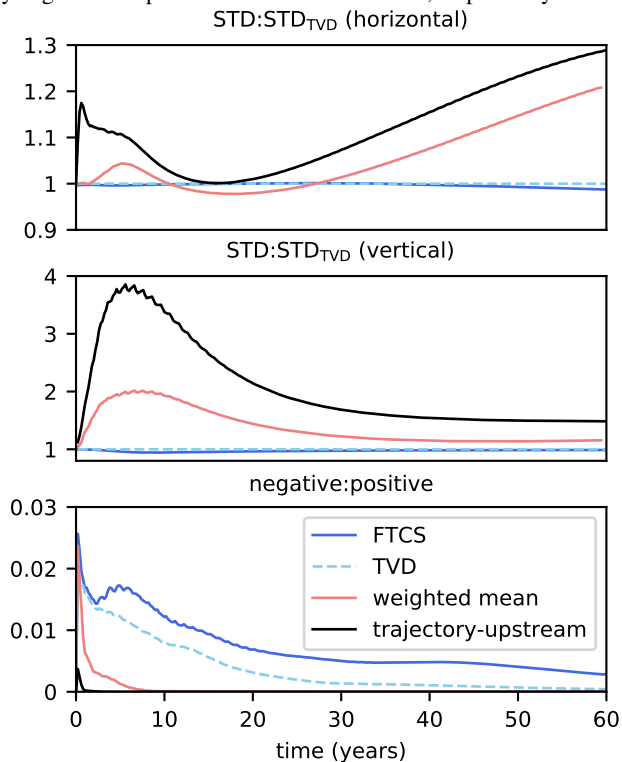 STD:STD_TVD (horizontal)
1.3
1.2
1.1
1
0.9
STD:STD_TVD (vertical)
4
3
2
1
negative:positive
0.03
0.02
0.01
0
FTCS
TVD
weighted mean
trajectory-upstream
0 10 20 30 40 50 60
time (years)